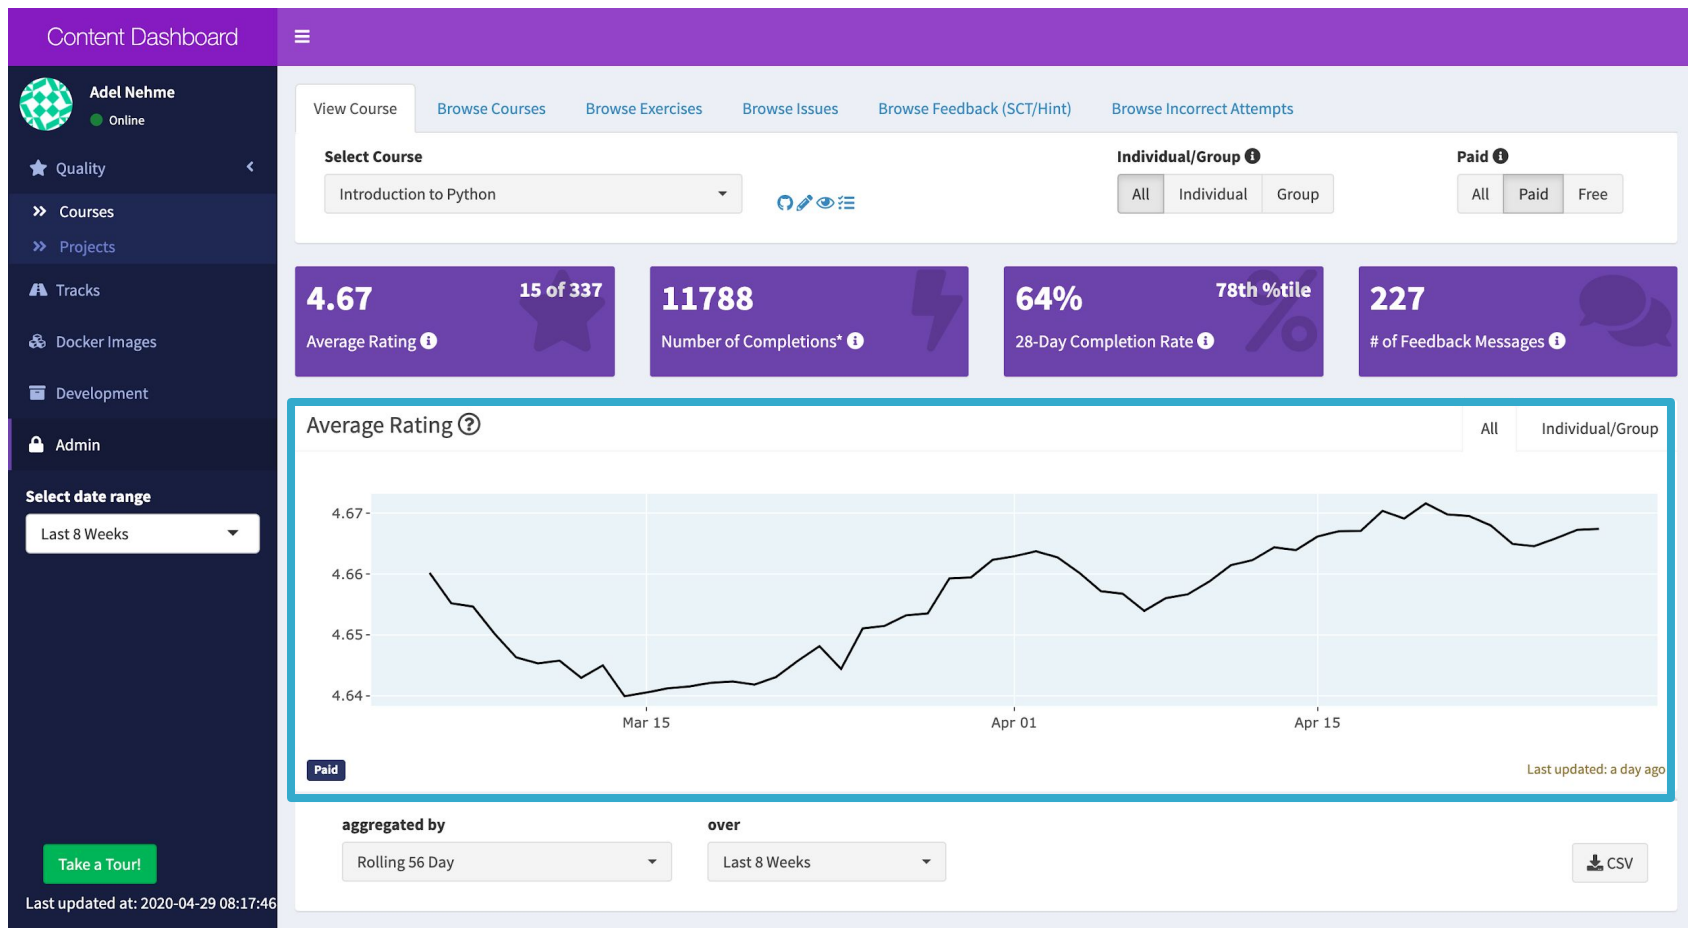 Content Dashboard
Adel Nehme
Online
Quality
Courses
Projects
Tracks
Docker Images
Development
Admin
Select date range
Last 8 Weeks
Take a Tour!
Last updated at: 2020-04-29 08:17:46
View Course Browse Courses Browse Exercises Browse Issues Browse Feedback (SCT/Hint) Browse Incorrect Attempts
Select Course Individual/Group Paid
Introduction to Python All Individual Group All Paid Free
4.67 15 of 337
Average Rating
11788
Number of Completions*
64% 78th %tile
28-Day Completion Rate
227
# of Feedback Messages
Average Rating All Individual/Group
4.67
4.66
4.65
4.64
Mar 15 Apr 01 Apr 15
Paid Last updated: a day ago
aggregated by over
Rolling 56 Day Last 8 Weeks CSV